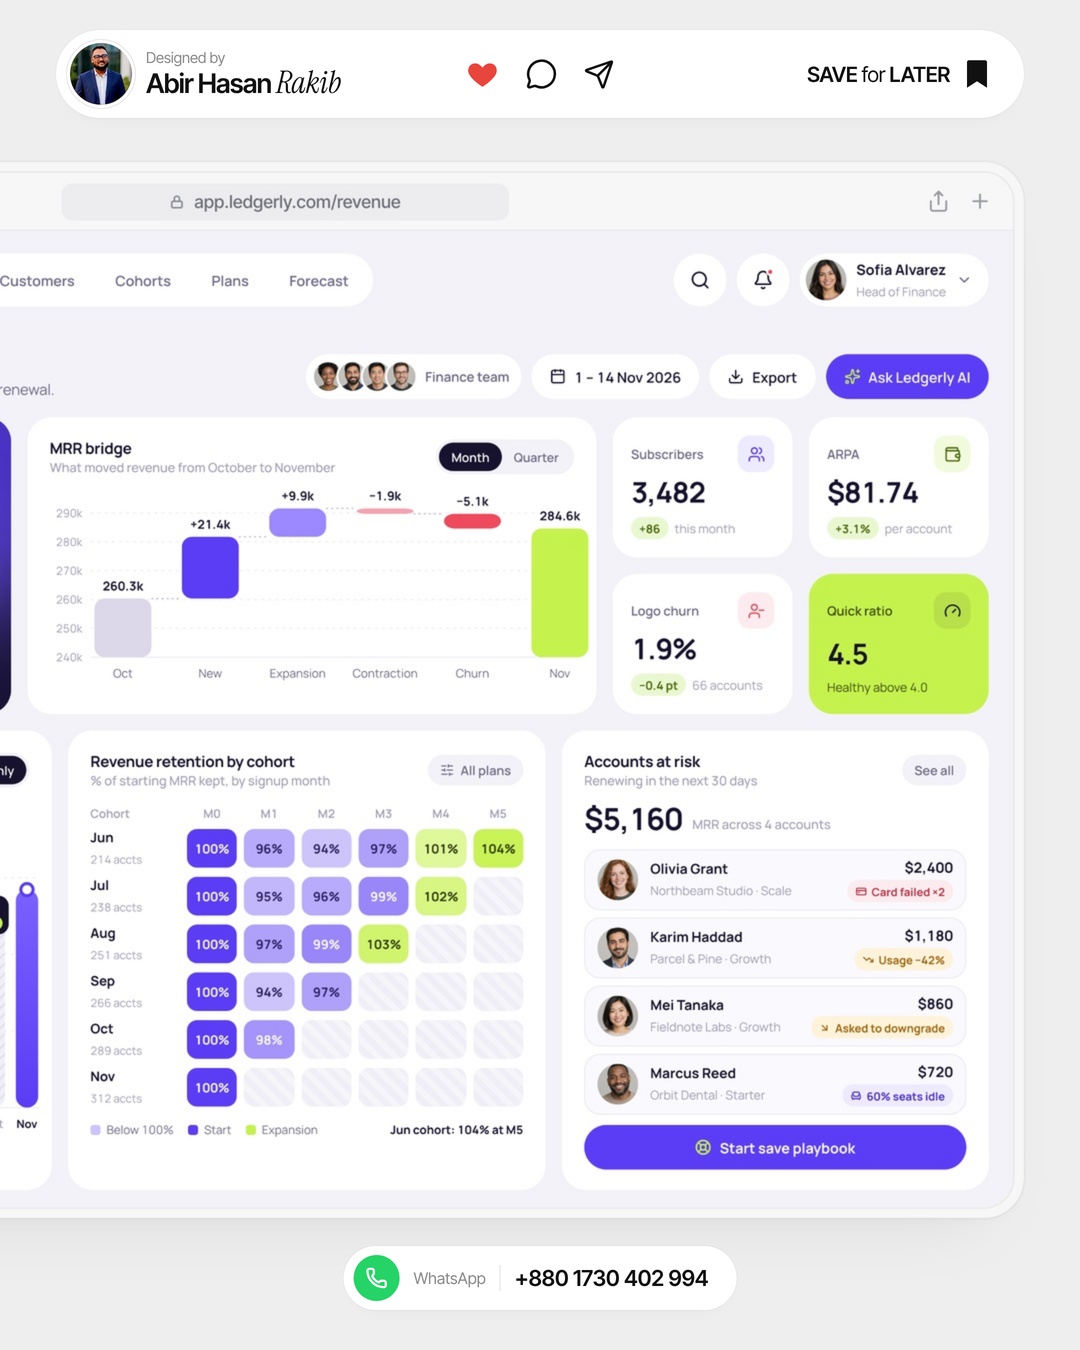 Designed by
Abir Hasan Rakib
SAVE for LATER
app.ledgerly.com/revenue
Customers
Cohorts
Plans
Forecast
Sofia Alvarez
Head of Finance
renewal.
Finance team
1 – 14 Nov 2026
Export
Ask Ledgerly AI
MRR bridge
What moved revenue from October to November
Month
Quarter
290k
280k
270k
260k
250k
240k
260.3k
+21.4k
+9.9k
−1.9k
−5.1k
284.6k
Oct
New
Expansion
Contraction
Churn
Nov
Subscribers
3,482
+86 this month
ARPA
$81.74
+3.1% per account
Logo churn
1.9%
−0.4 pt 66 accounts
Quick ratio
4.5
Healthy above 4.0
Nov
Revenue retention by cohort
% of starting MRR kept, by signup month
All plans
Cohort M0 M1 M2 M3 M4 M5
Jun
214 accts
100% 96% 94% 97% 101% 104%
Jul
238 accts
100% 95% 96% 99% 102%
Aug
251 accts
100% 97% 99% 103%
Sep
266 accts
100% 94% 97%
Oct
289 accts
100% 98%
Nov
312 accts
100%
Below 100%
Start
Expansion
Jun cohort: 104% at M5
Accounts at risk
Renewing in the next 30 days
See all
$5,160 MRR across 4 accounts
Olivia Grant
Northbeam Studio · Scale
$2,400
Card failed ×2
Karim Haddad
Parcel & Pine · Growth
$1,180
Usage −42%
Mei Tanaka
Fieldnote Labs · Growth
$860
Asked to downgrade
Marcus Reed
Orbit Dental · Starter
$720
60% seats idle
Start save playbook
WhatsApp
+880 1730 402 994